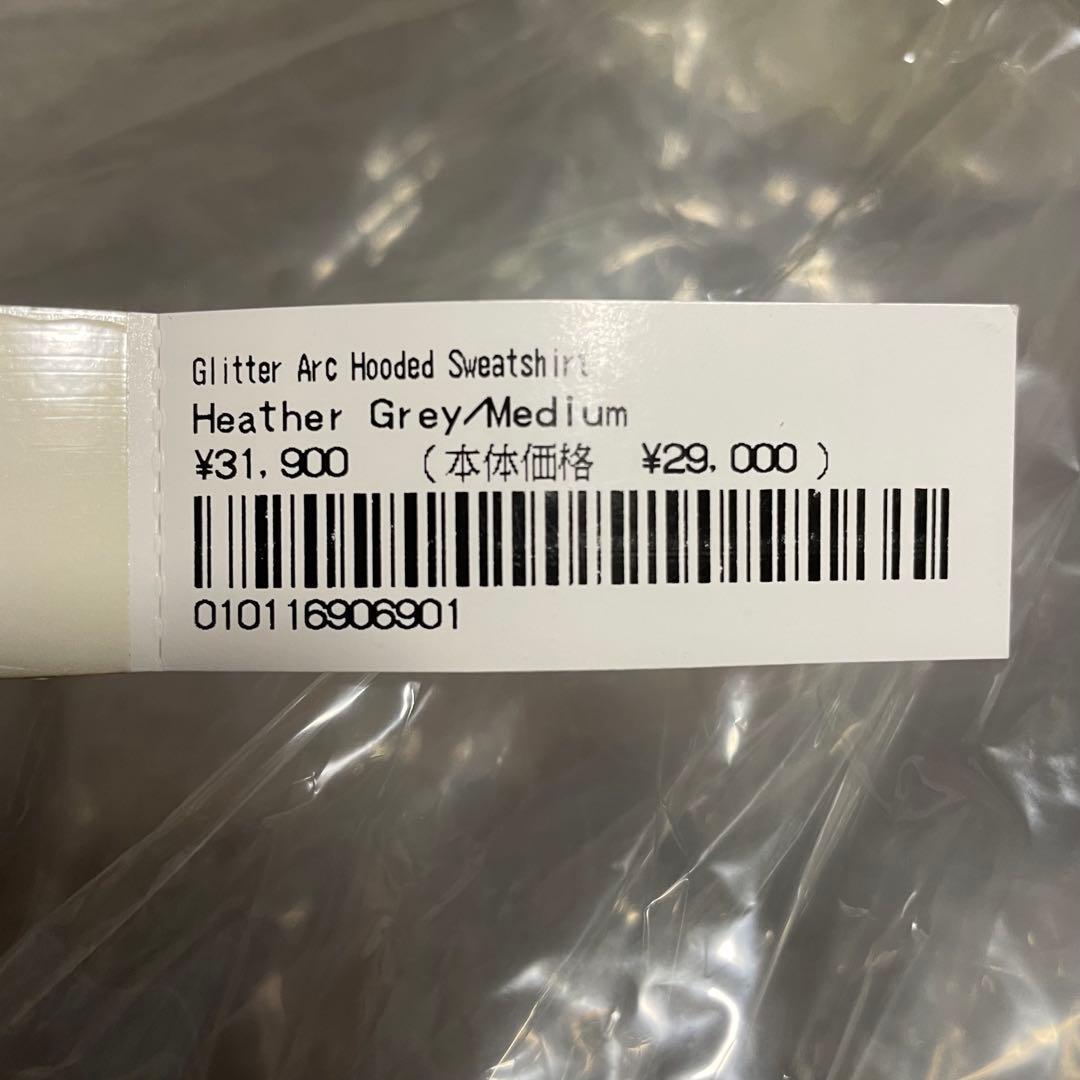 Glitter Arc Hooded Sweatshirt
Heather Grey/Medium
¥31,900 (本体価格 ¥29,000)
010116906901